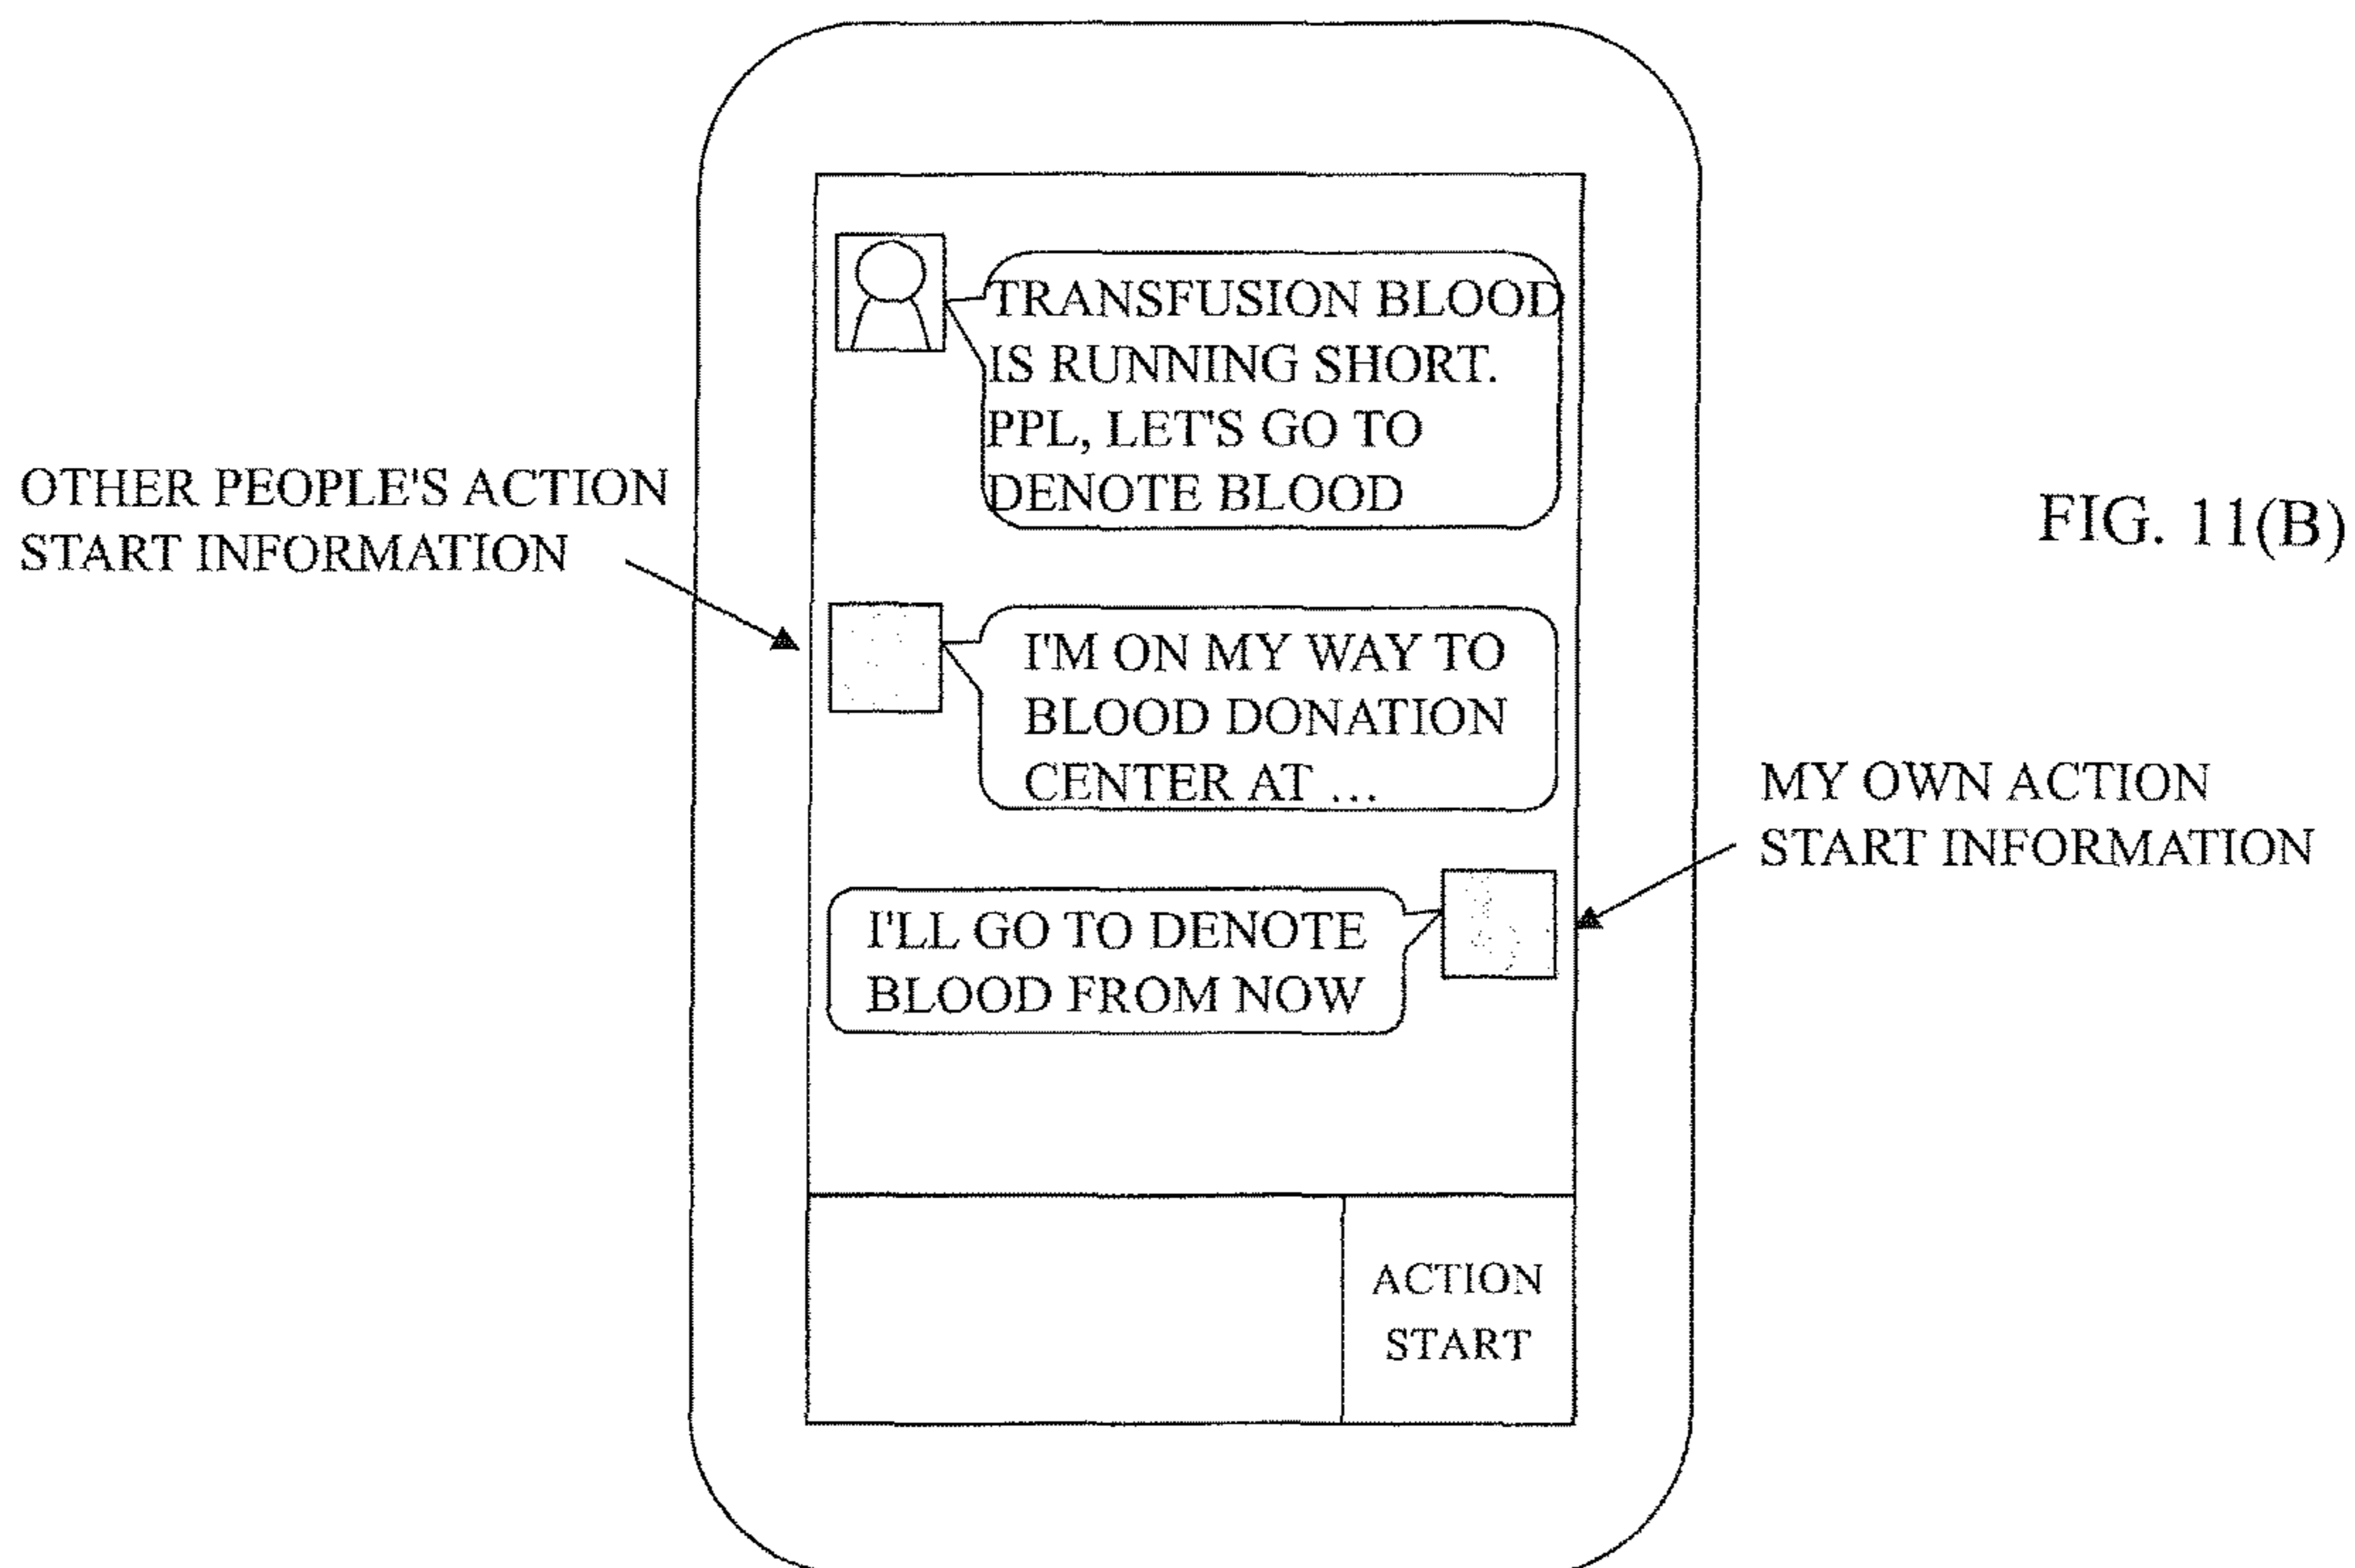 TRANSFUSION BLOOD
IS RUNNING SHORT.
PPL, LET'S GO TO
DENOTE BLOOD
OTHER PEOPLE'S ACTION
START INFORMATION
FIG. 11(B)
I'M ON MY WAY TO
BLOOD DONATION
CENTER AT ...
MY OWN ACTION
START INFORMATION
I'LL GO TO DENOTE
BLOOD FROM NOW
ACTION
START